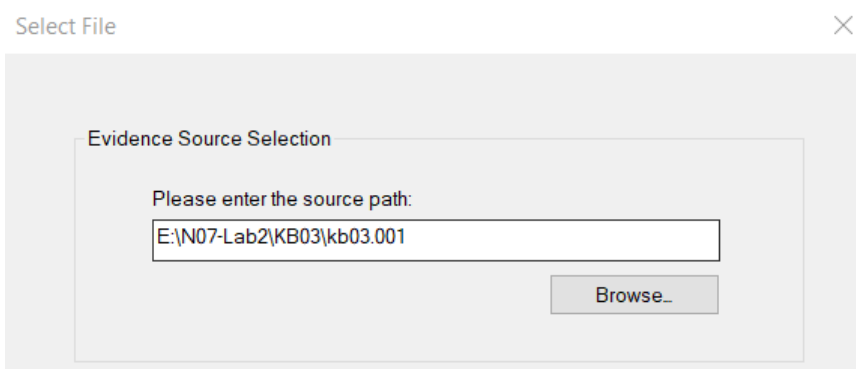 Select File
Evidence Source Selection
Please enter the source path:
E:\N07-Lab2\KB03\kb03.001
Browse...